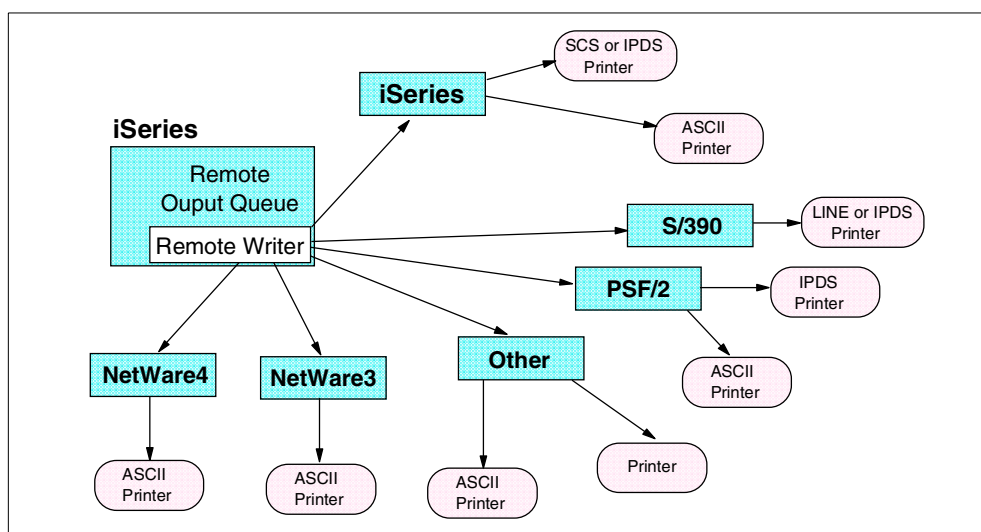 SCS or IPDS
Printer
iSeries
iSeries
ASCII
Printer
Remote
Ouput Queue
Remote Writer
S/390
LINE or IPDS
Printer
PSF/2
IPDS
Printer
NetWare4
NetWare3
Other
ASCII
Printer
ASCII
Printer
ASCII
Printer
ASCII
Printer
Printer